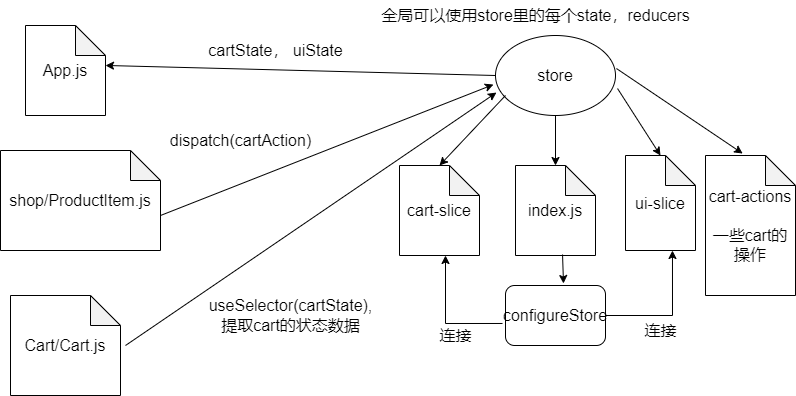 全局可以使用store里的每个state，reducers
cartState， uiState
App.js
store
dispatch(cartAction)
shop/ProductItem.js
cart-slice
index.js
ui-slice
cart-actions
一些cart的
操作
useSelector(cartState),
提取cart的状态数据
configureStore
连接
连接
Cart/Cart.js